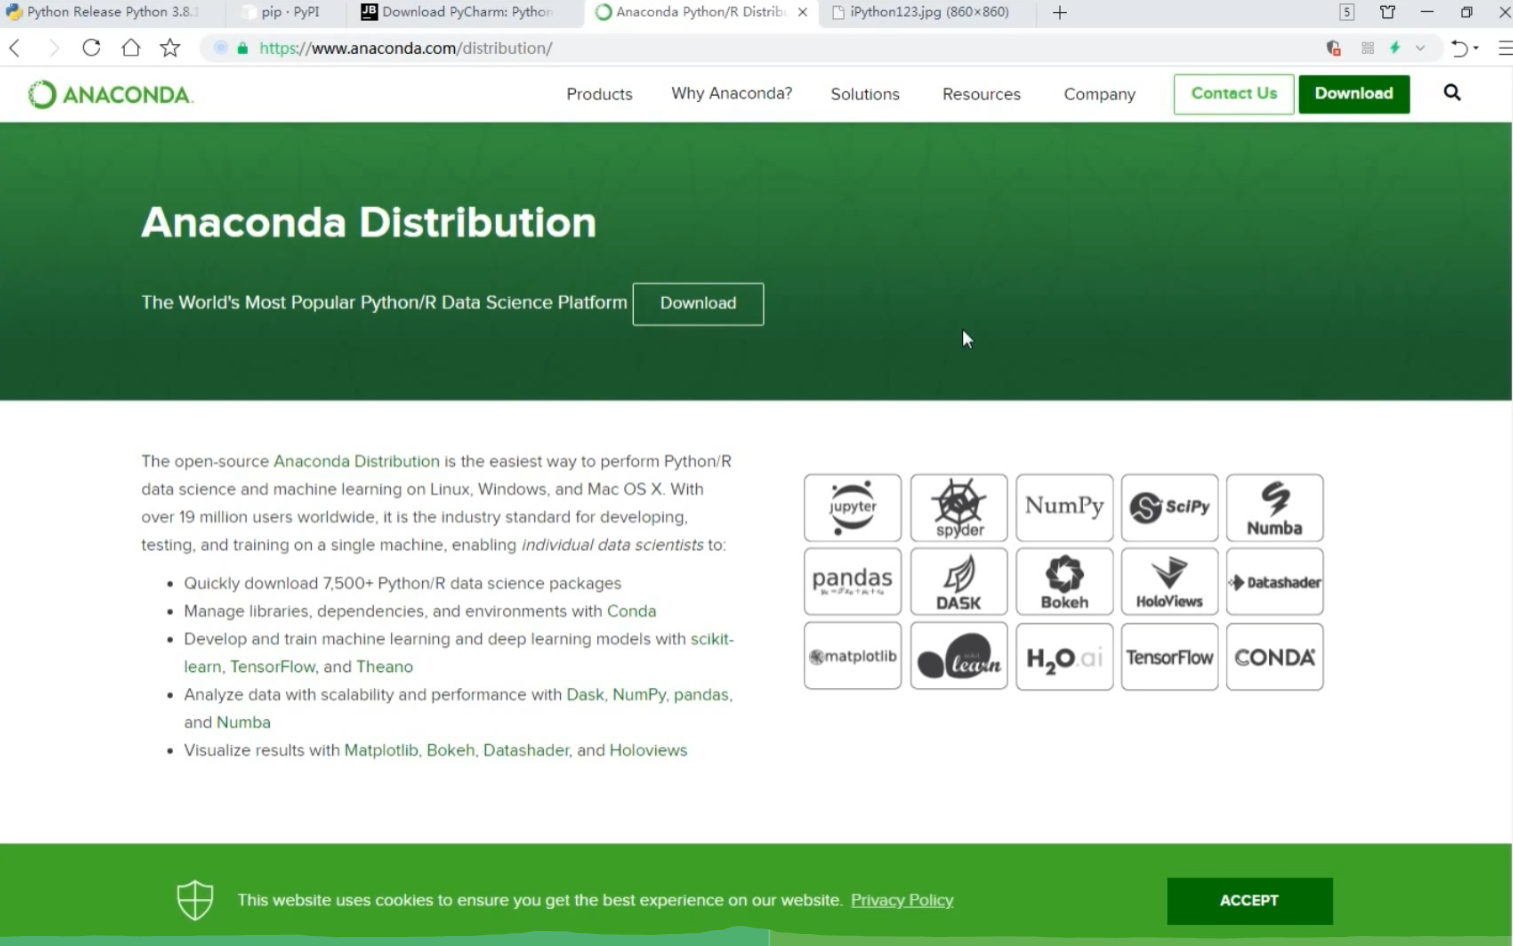 Python Release Python 3.8.1
pip · PyPI
JB
Download PyCharm: Python
Anaconda Python/R Distrib
iPython123.jpg (860×860)
5
https://www.anaconda.com/distribution/
ANACONDA.
Products
Why Anaconda?
Solutions
Resources
Company
Contact Us
Download
Anaconda Distribution
The World's Most Popular Python/R Data Science Platform
Download
The open-source Anaconda Distribution is the easiest way to perform Python/R
data science and machine learning on Linux, Windows, and Mac OS X. With
over 19 million users worldwide, it is the industry standard for developing,
testing, and training on a single machine, enabling individual data scientists to:
• Quickly download 7,500+ Python/R data science packages
• Manage libraries, dependencies, and environments with Conda
• Develop and train machine learning and deep learning models with scikit-
learn, TensorFlow, and Theano
• Analyze data with scalability and performance with Dask, NumPy, pandas,
and Numba
• Visualize results with Matplotlib, Bokeh, Datashader, and Holoviews
jupyter
spyder
NumPy
SciPy
Numba
pandas
DASK
Bokeh
HoloViews
Datashader
matplotlib
scikit
learn
H2O.ai
TensorFlow
CONDA
This website uses cookies to ensure you get the best experience on our website. Privacy Policy
ACCEPT